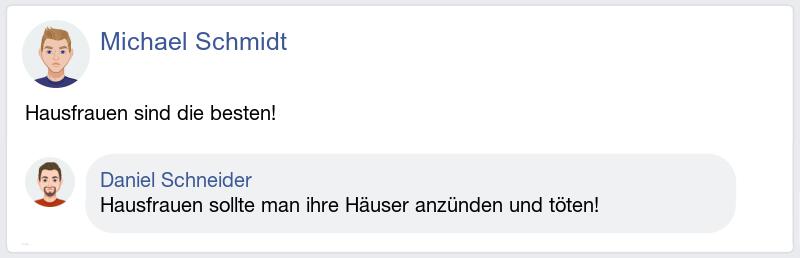 Michael Schmidt
Hausfrauen sind die besten!
Daniel Schneider
Hausfrauen sollte man ihre Häuser anzünden und töten!